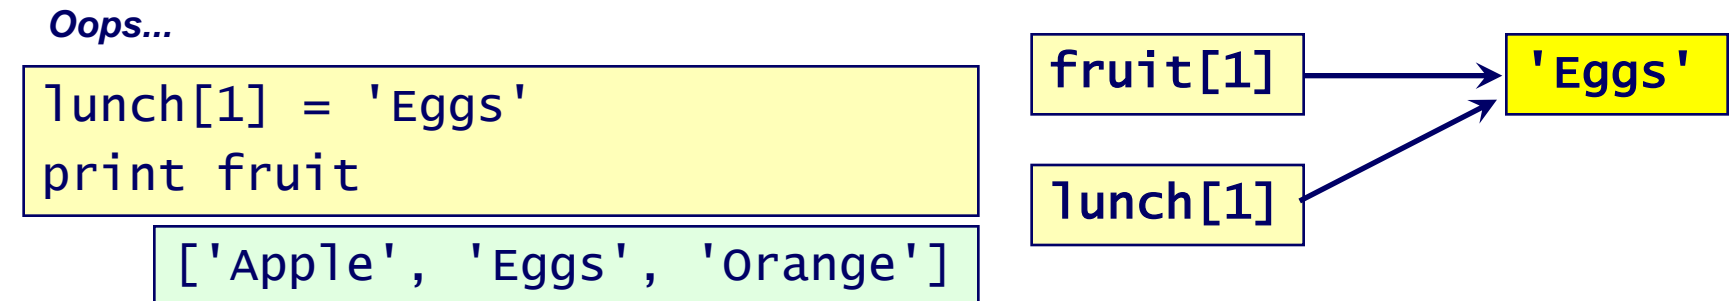 Oops...
lunch[1] = 'Eggs'
print fruit
['Apple', 'Eggs', 'Orange']
fruit[1]
'Eggs'
lunch[1]